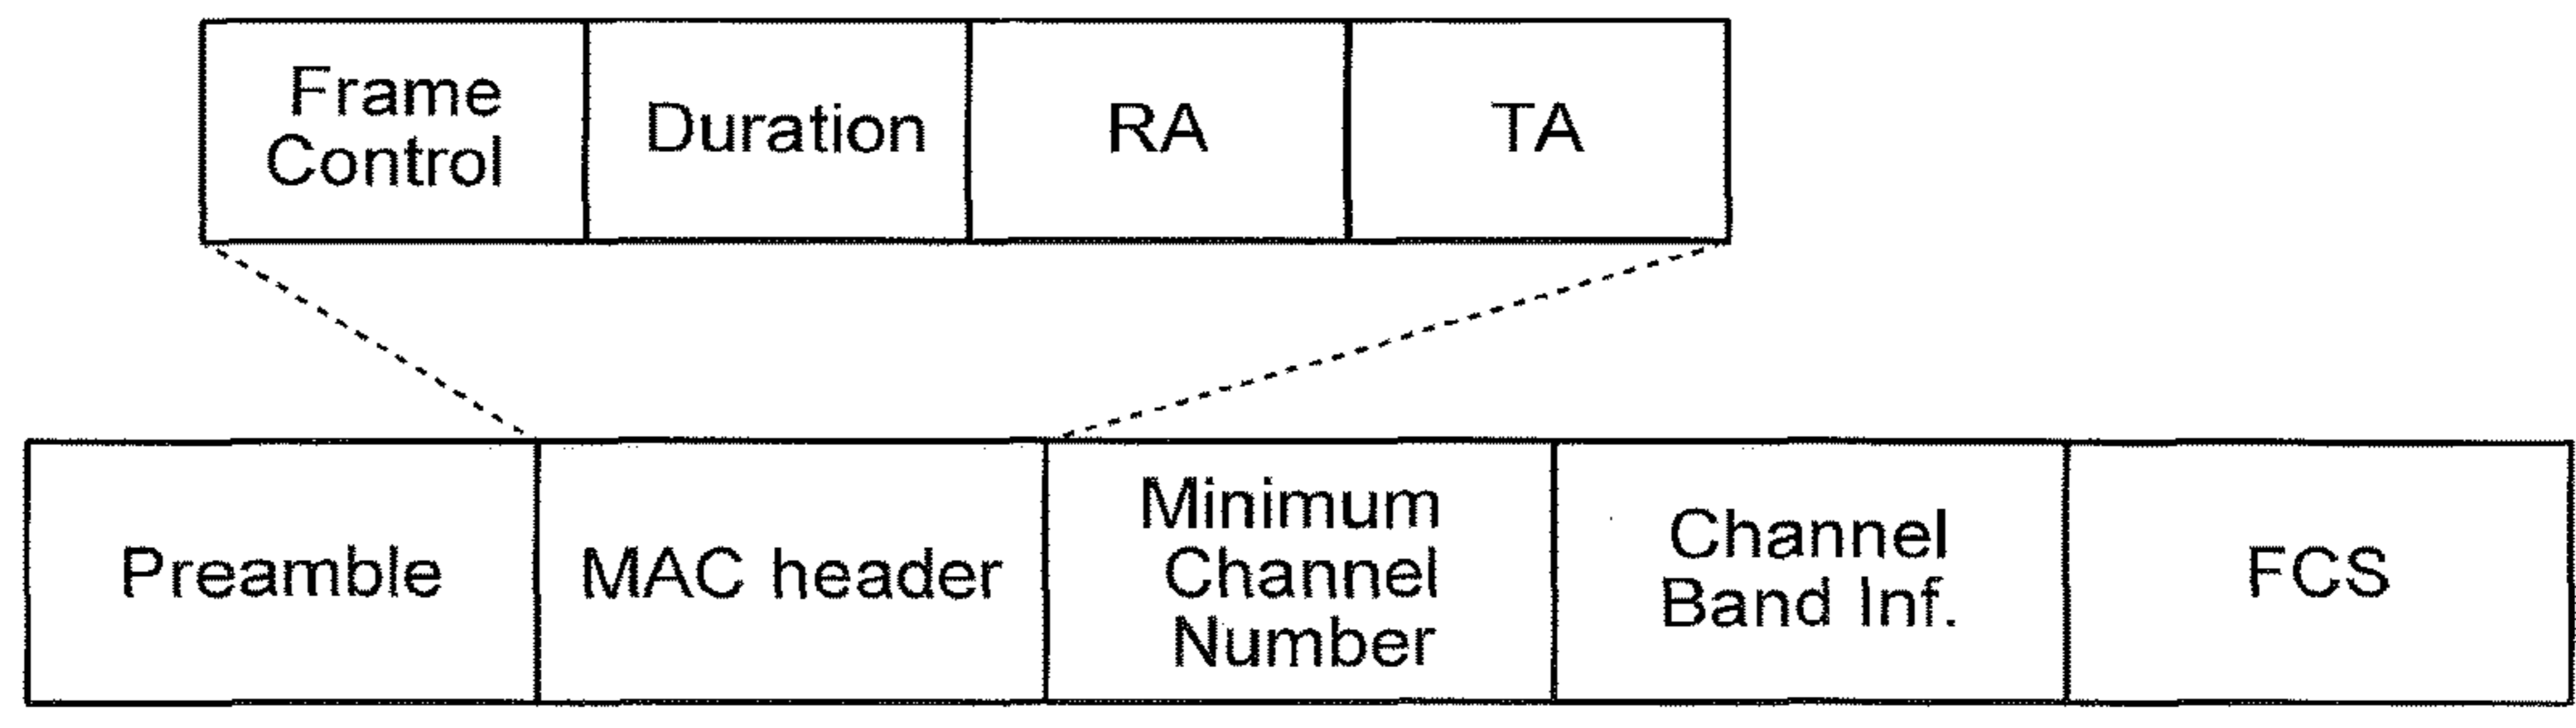 Frame
Control
Duration
RA
TA
Preamble
MAC header
Minimum
Channel
Number
Channel
Band Inf.
FCS